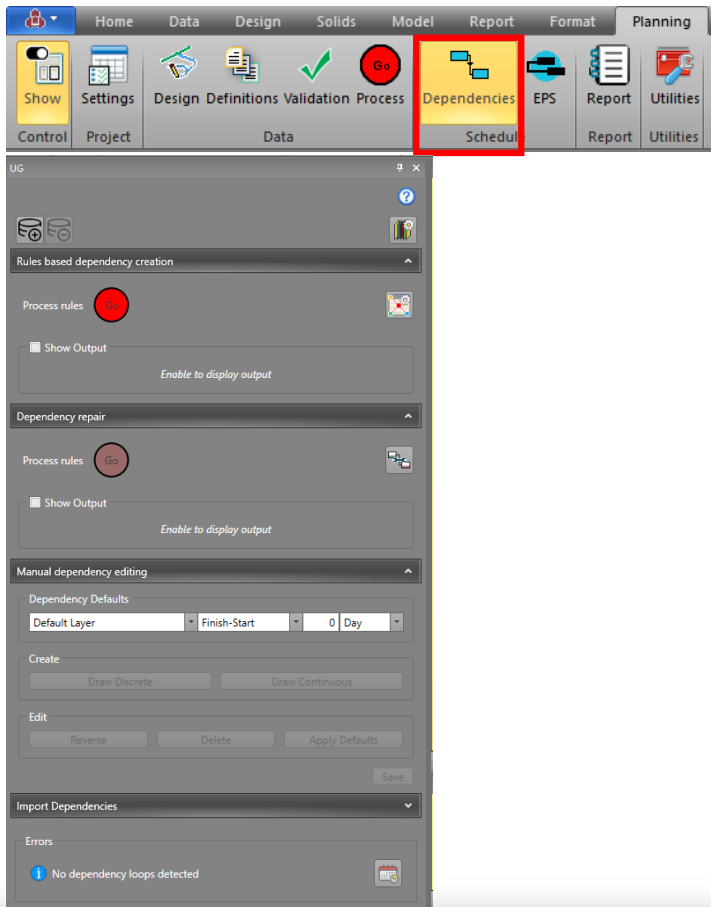 Home Data Design Solids Model Report Format Planning
Go
Show Settings Design Definitions Validation Process Dependencies EPS Report Utilities
Control Project Data Schedule Report Utilities
UG
?
Rules based dependency creation
Process rules Go
Show Output
Enable to display output
Dependency repair
Process rules Go
Show Output
Enable to display output
Manual dependency editing
Dependency Defaults
Default Layer Finish-Start 0 Day
Create
Draw Discrete Draw Continuous
Edit
Reverse Delete Apply Defaults
Save
Import Dependencies
Errors
i No dependency loops detected